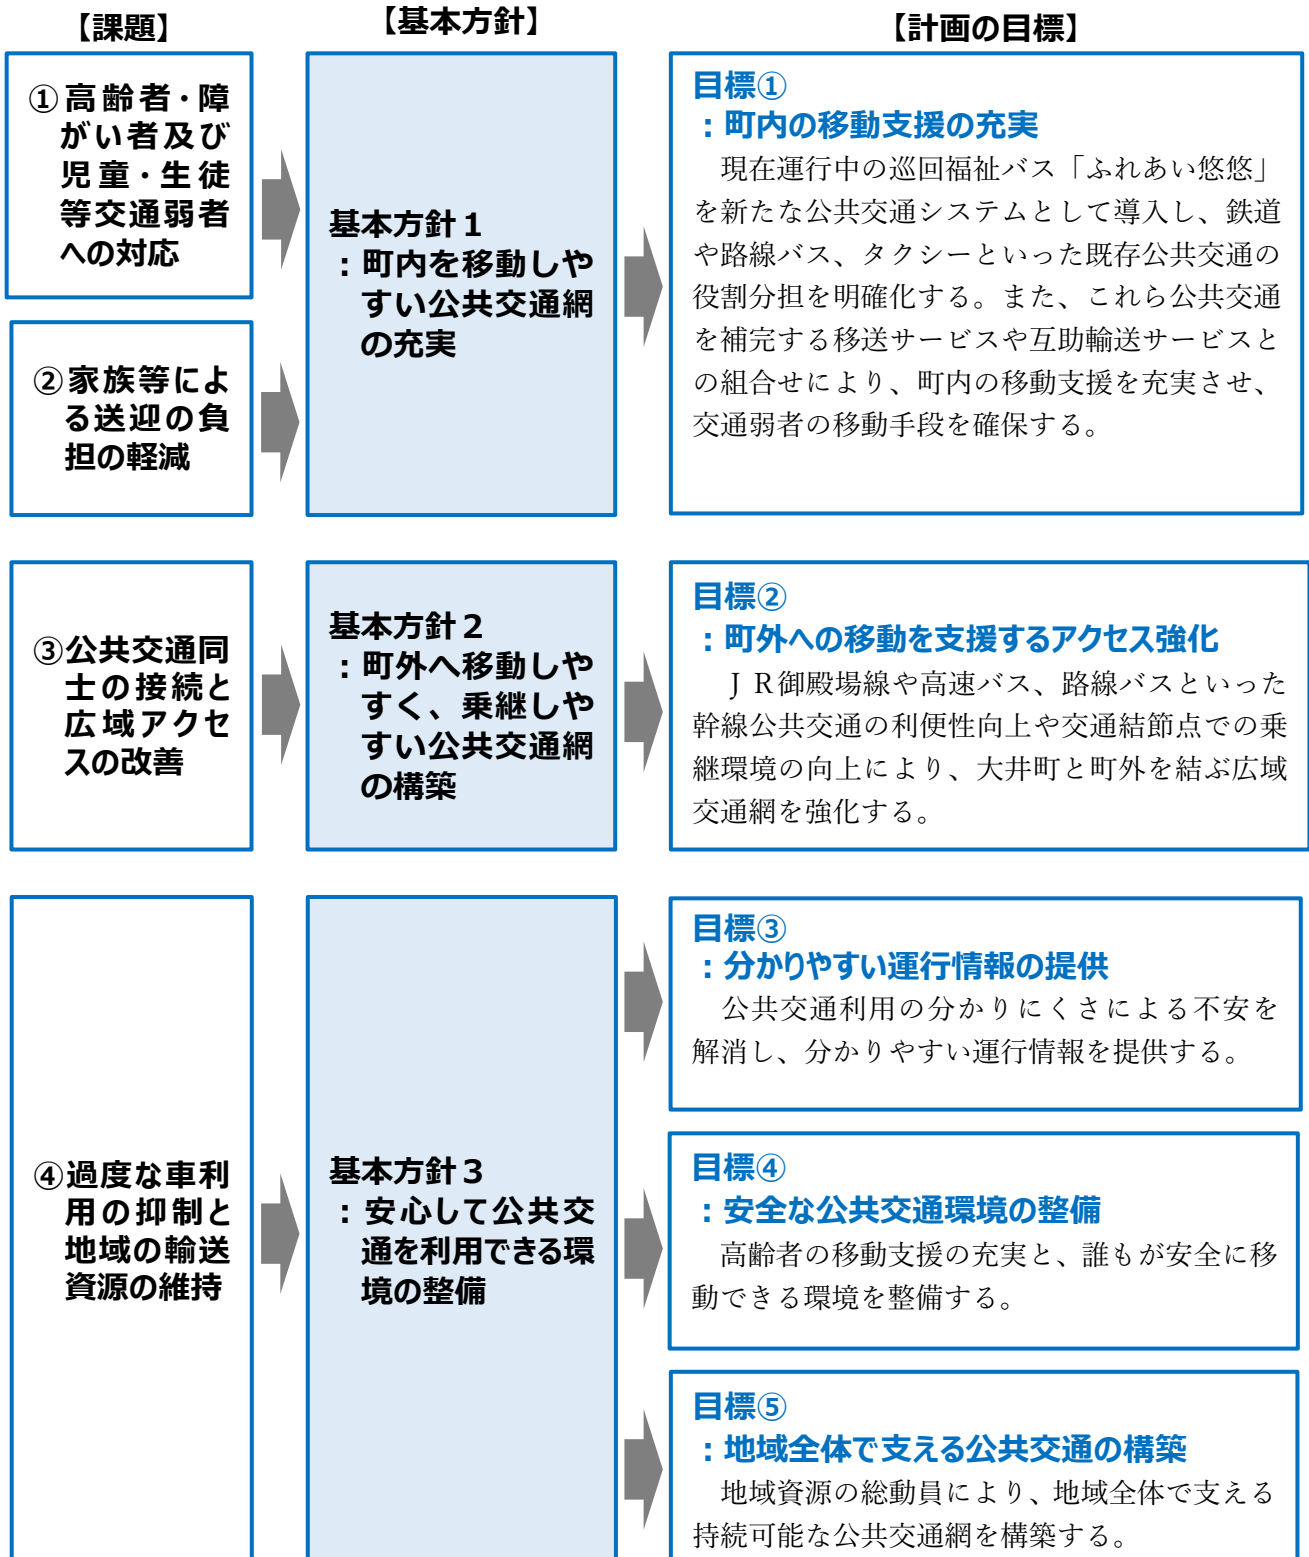 【課題】
【基本方針】
【計画の目標】
①高齢者・障
がい者及び
児童・生徒
等交通弱者
への対応
②家族等によ
る送迎の負
担の軽減
基本方針１
：町内を移動しや
すい公共交通網
の充実
目標①
：町内の移動支援の充実
現在運行中の巡回福祉バス「ふれあい悠悠」
を新たな公共交通システムとして導入し、鉄道
や路線バス、タクシーといった既存公共交通の
役割分担を明確化する。また、これら公共交通
を補完する移送サービスや互助輸送サービスと
の組合せにより、町内の移動支援を充実させ、
交通弱者の移動手段を確保する。
③公共交通同
士の接続と
広域アクセ
スの改善
基本方針２
：町外へ移動しや
すく、乗継しや
すい公共交通網
の構築
目標②
：町外への移動を支援するアクセス強化
ＪＲ御殿場線や高速バス、路線バスといった
幹線公共交通の利便性向上や交通結節点での乗
継環境の向上により、大井町と町外を結ぶ広域
交通網を強化する。
④過度な車利
用の抑制と
地域の輸送
資源の維持
基本方針３
：安心して公共交
通を利用できる環
境の整備
目標③
：分かりやすい運行情報の提供
公共交通利用の分かりにくさによる不安を
解消し、分かりやすい運行情報を提供する。
目標④
：安全な公共交通環境の整備
高齢者の移動支援の充実と、誰もが安全に移
動できる環境を整備する。
目標⑤
：地域全体で支える公共交通の構築
地域資源の総動員により、地域全体で支える
持続可能な公共交通網を構築する。